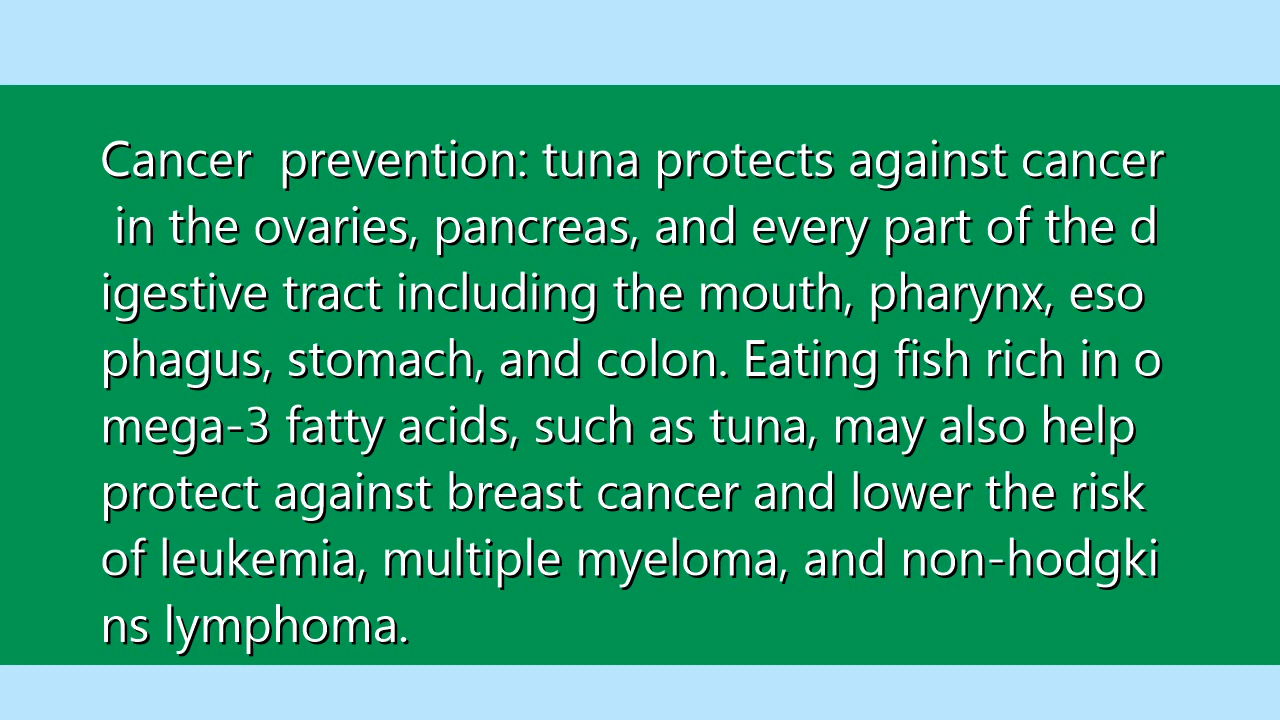 Cancer  prevention: tuna protects against cancer
 in the ovaries, pancreas, and every part of the d
igestive tract including the mouth, pharynx, eso
phagus, stomach, and colon. Eating fish rich in o
mega-3 fatty acids, such as tuna, may also help
protect against breast cancer and lower the risk
of leukemia, multiple myeloma, and non-hodgki
ns lymphoma.